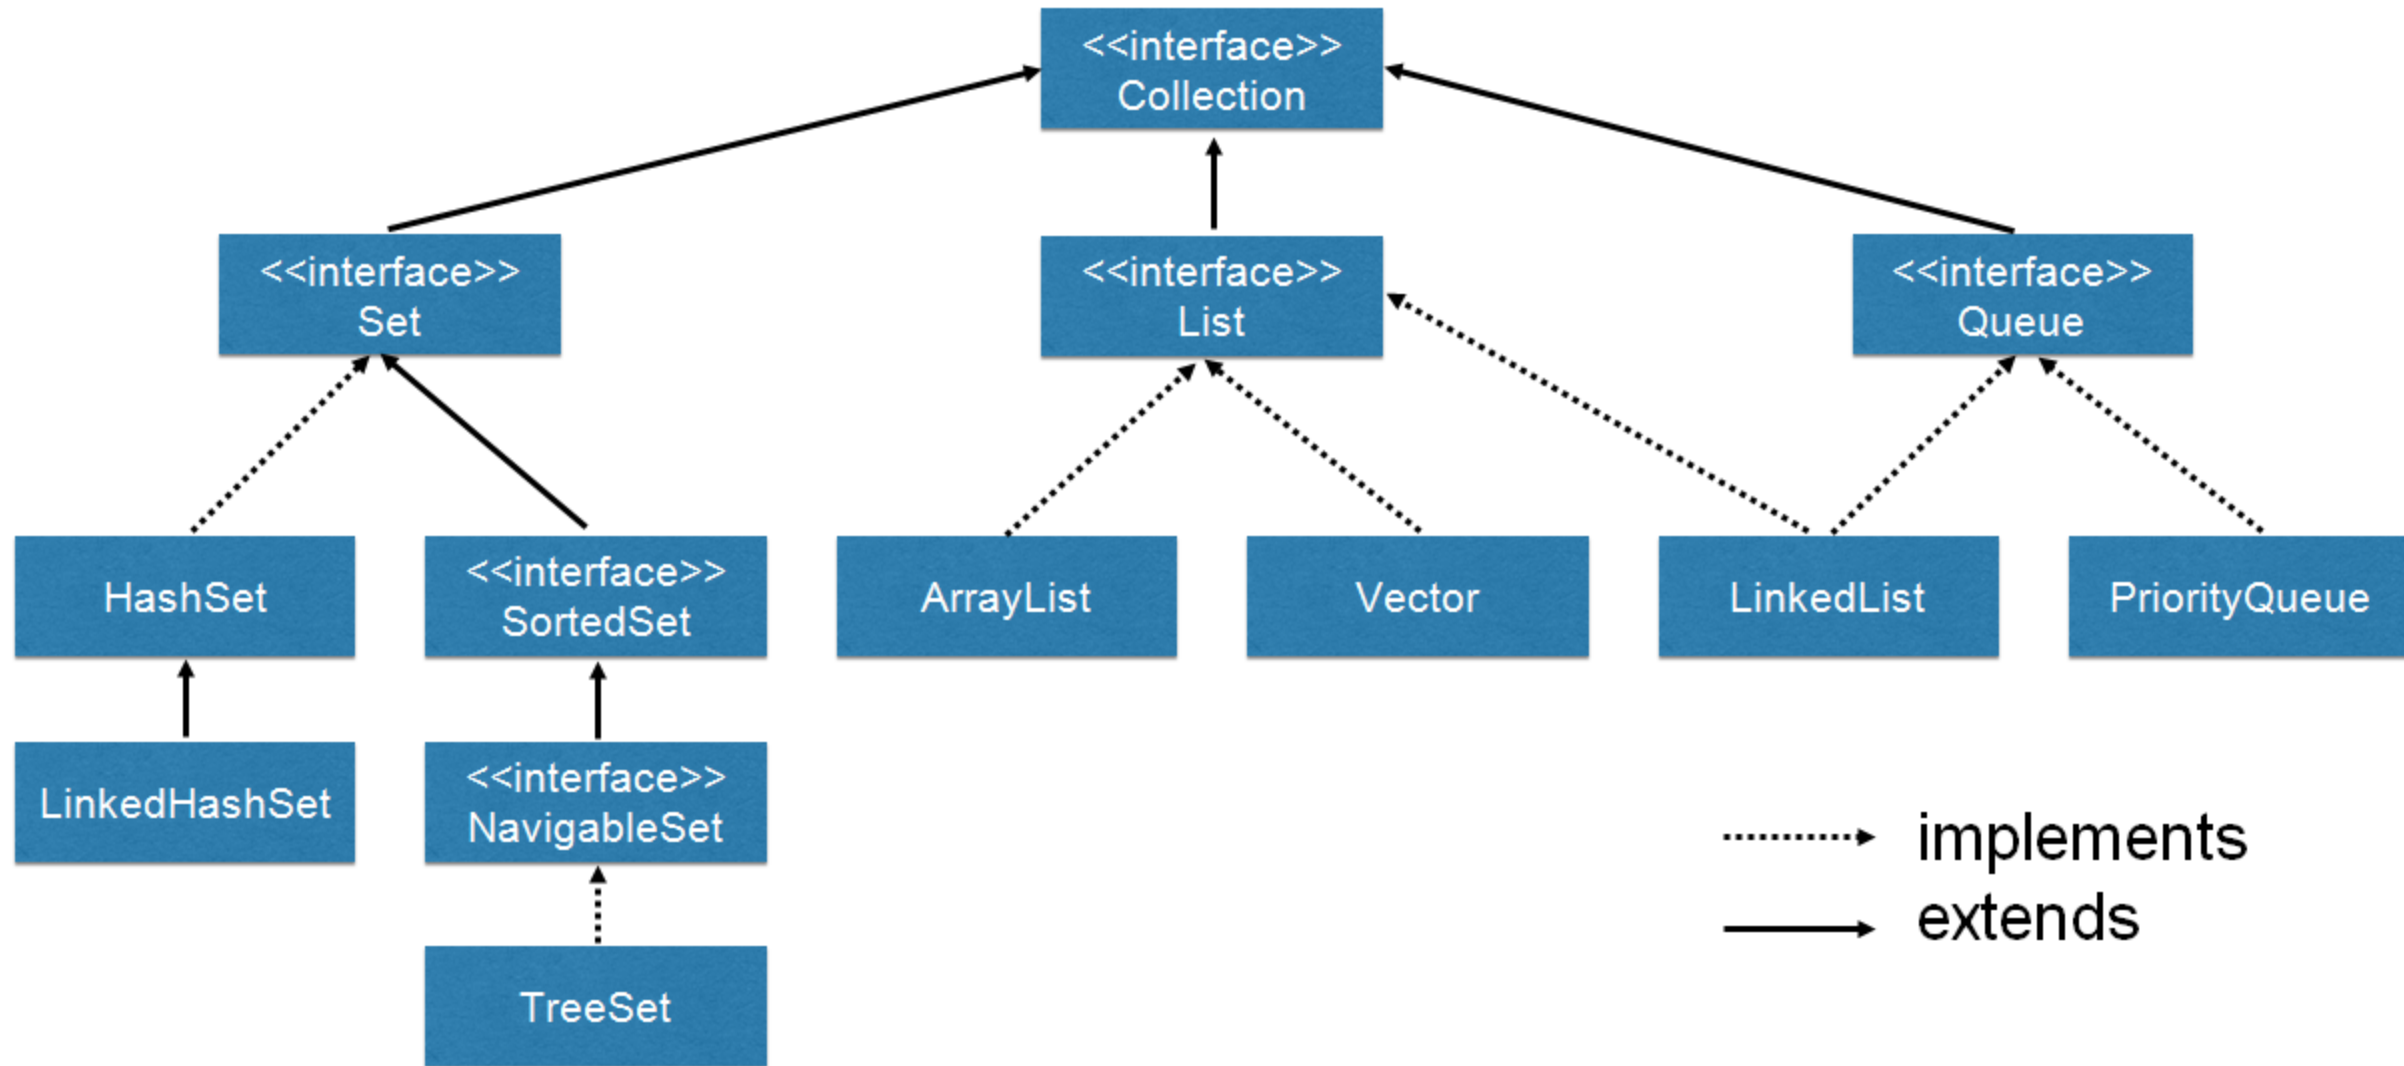 <<interface>>
Collection
<<interface>>
Set
<<interface>>
List
<<interface>>
Queue
HashSet
<<interface>>
SortedSet
ArrayList
Vector
LinkedList
PriorityQueue
LinkedHashSet
<<interface>>
NavigableSet
TreeSet
implements
extends